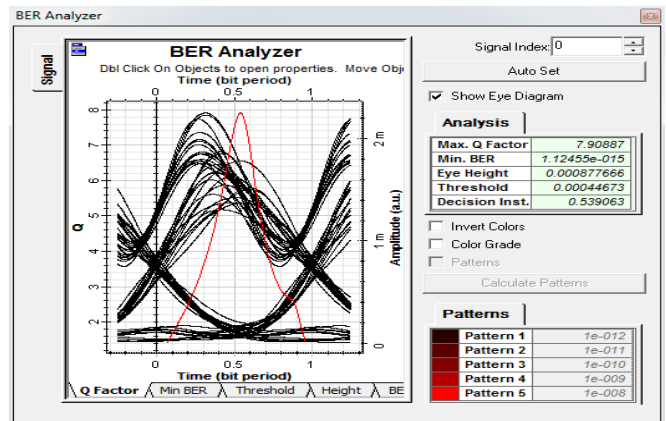 BER Analyzer
Signal
BER Analyzer
Dbl Click On Objects to open properties. Move Obj
Time (bit period)
0 0.5 1
Q
8
7
6
5
4
3
2
Amplitude (a.u.)
2 m
1 m
0
0 0.5 1
Time (bit period)
Q Factor Min BER Threshold Height BE
Signal Index: 0
Auto Set
Show Eye Diagram
Analysis
Max. Q Factor 7.90887
Min. BER 1.12455e-015
Eye Height 0.000877666
Threshold 0.00044673
Decision Inst. 0.539063
Invert Colors
Color Grade
Patterns
Calculate Patterns
Patterns
Pattern 1 1e-012
Pattern 2 1e-011
Pattern 3 1e-010
Pattern 4 1e-009
Pattern 5 1e-008